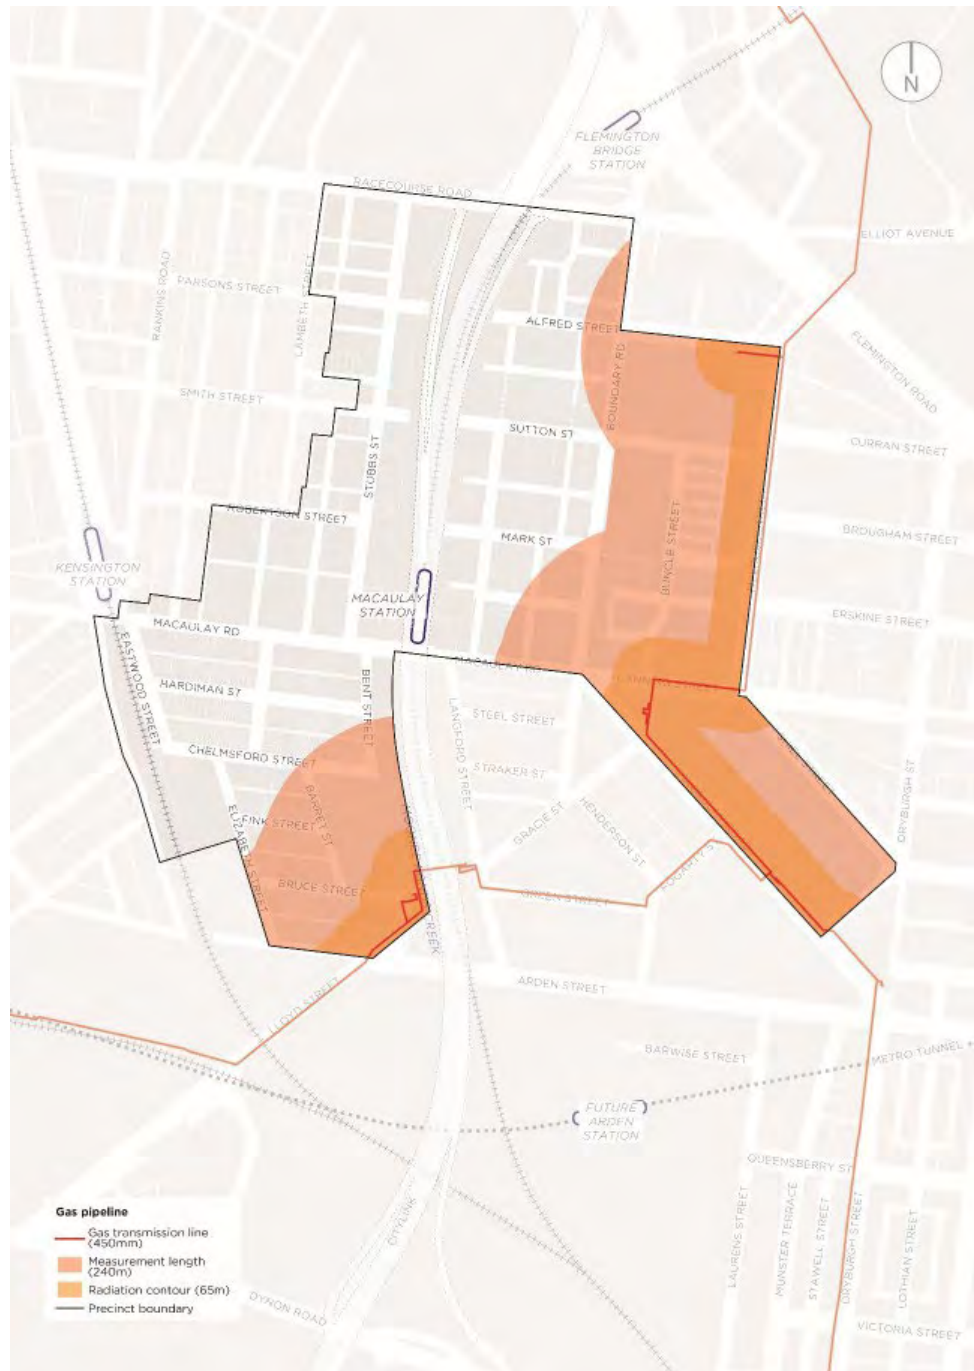 N
FLEMINGTON
BRIDGE
STATION
RACECOURSE ROAD
ELLIOT AVENUE
RANKINS ROAD
PARSONS STREET
LAMBETH STREET
ALFRED STREET
BOUNDARY RD
FLEMINGTON ROAD
SMITH STREET
STUBBS ST
SUTTON ST
CURRAN STREET
ROBERTSON STREET
MARK ST
BUNCLE STREET
BROUGHAM STREET
KENSINGTON
STATION
MACAULAY
STATION
ERSKINE STREET
MACAULAY RD
EASTWOOD STREET
MACAULAY RD
HARDIMAN ST
BENT STREET
LANGFORD STREET
STEEL STREET
CHELMSFORD STREET
STRAKER ST
DRYBURGH ST
BARRET ST
FINK STREET
ELIZABETH STREET
GRACIE ST
HENDERSON ST
BRUCE STREET
GREEN STREET
CREEK
LLOYD STREET
ARDEN STREET
BARWISE STREET
METRO TUNNEL
FUTURE
ARDEN
STATION
QUEENSBERRY ST
CITYLINK
LAURENS STREET
MUNSTER TERRACE
STAWELL STREET
DRYBURGH STREET
LOTHIAN STREET
DYNON ROAD
VICTORIA STREET
Gas pipeline
Gas transmission line
(450mm)
Measurement length
(240m)
Radiation contour (65m)
Precinct boundary